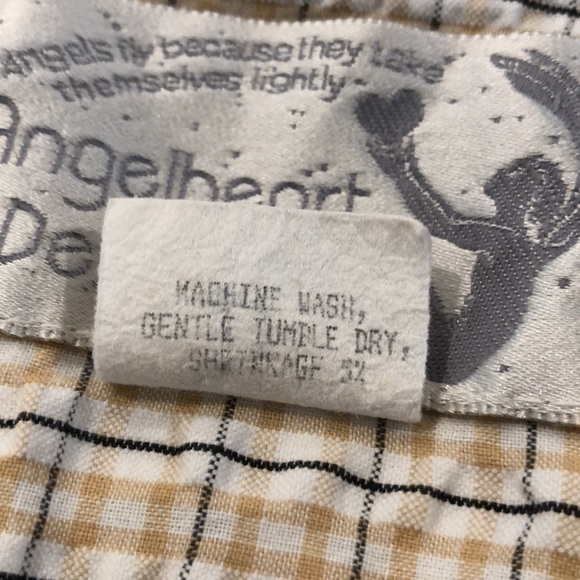 Angels fly because they take
themselves lightly
Angelheart
De
MACHINE WASH,
GENTLE TUMBLE DRY,
SHRINKAGE 5%